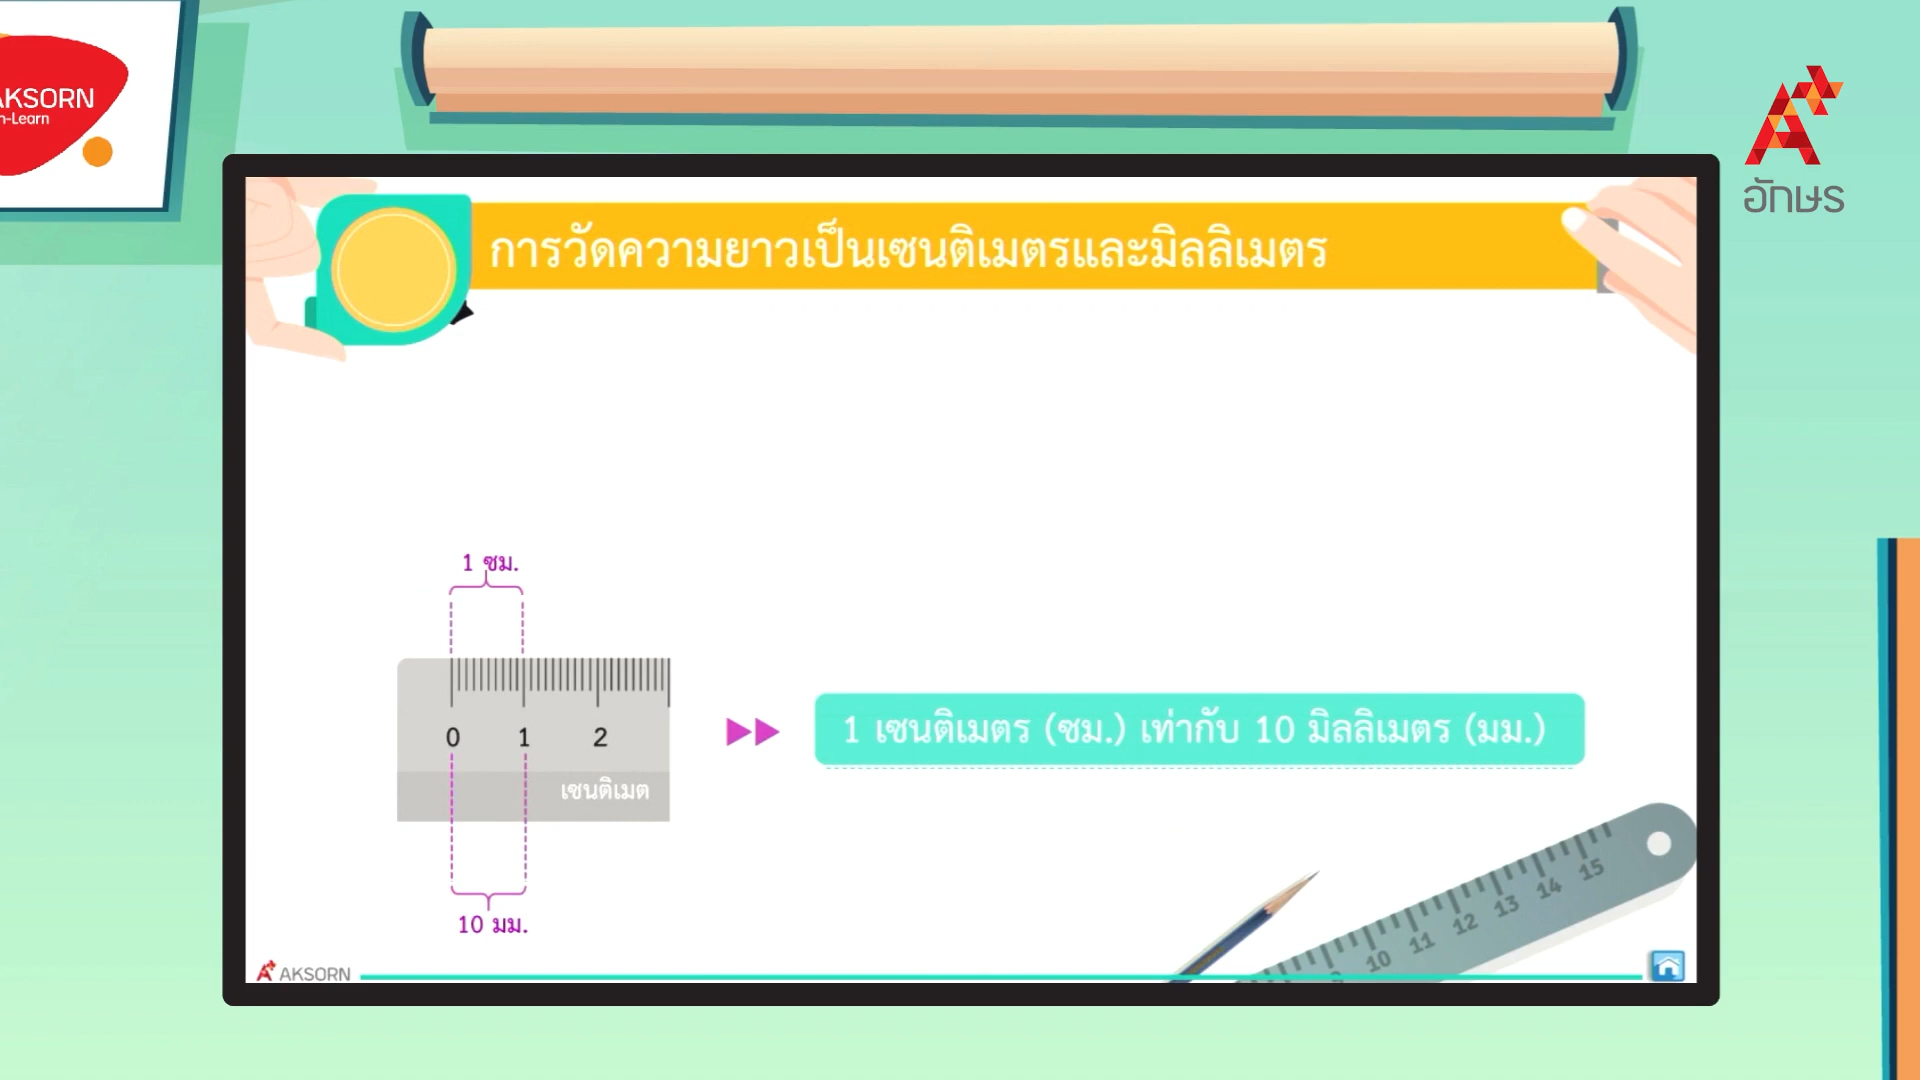 AKSORN
n-Learn
อักษร
การวัดความยาวเป็นเซนติเมตรและมิลลิเมตร
1 ซม.
0 1 2
เซนติเมต
10 มม.
1 เซนติเมตร (ซม.) เท่ากับ 10 มิลลิเมตร (มม.)
9 10 11 12 13 14 15
AKSORN